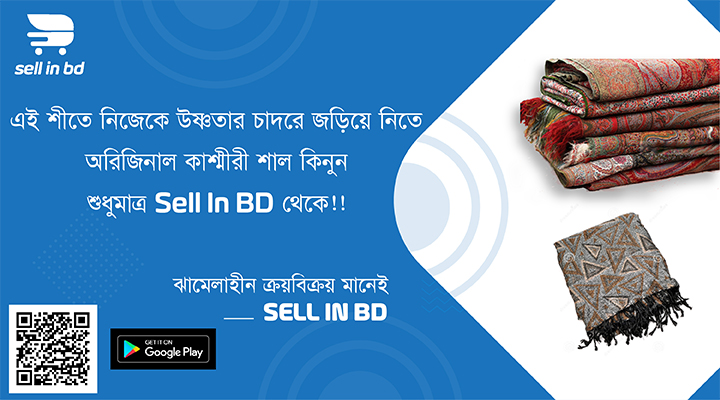 sell in bd
এই শীতে নিজেকে উষ্ণতার চাদরে জড়িয়ে নিতে
অরিজিনাল কাশ্মীরী শাল কিনুন
শুধুমাত্র Sell In BD থেকে!!
ঝামেলাহীন ক্রয়বিক্রয় মানেই
__ SELL IN BD
GET IT ON
Google Play